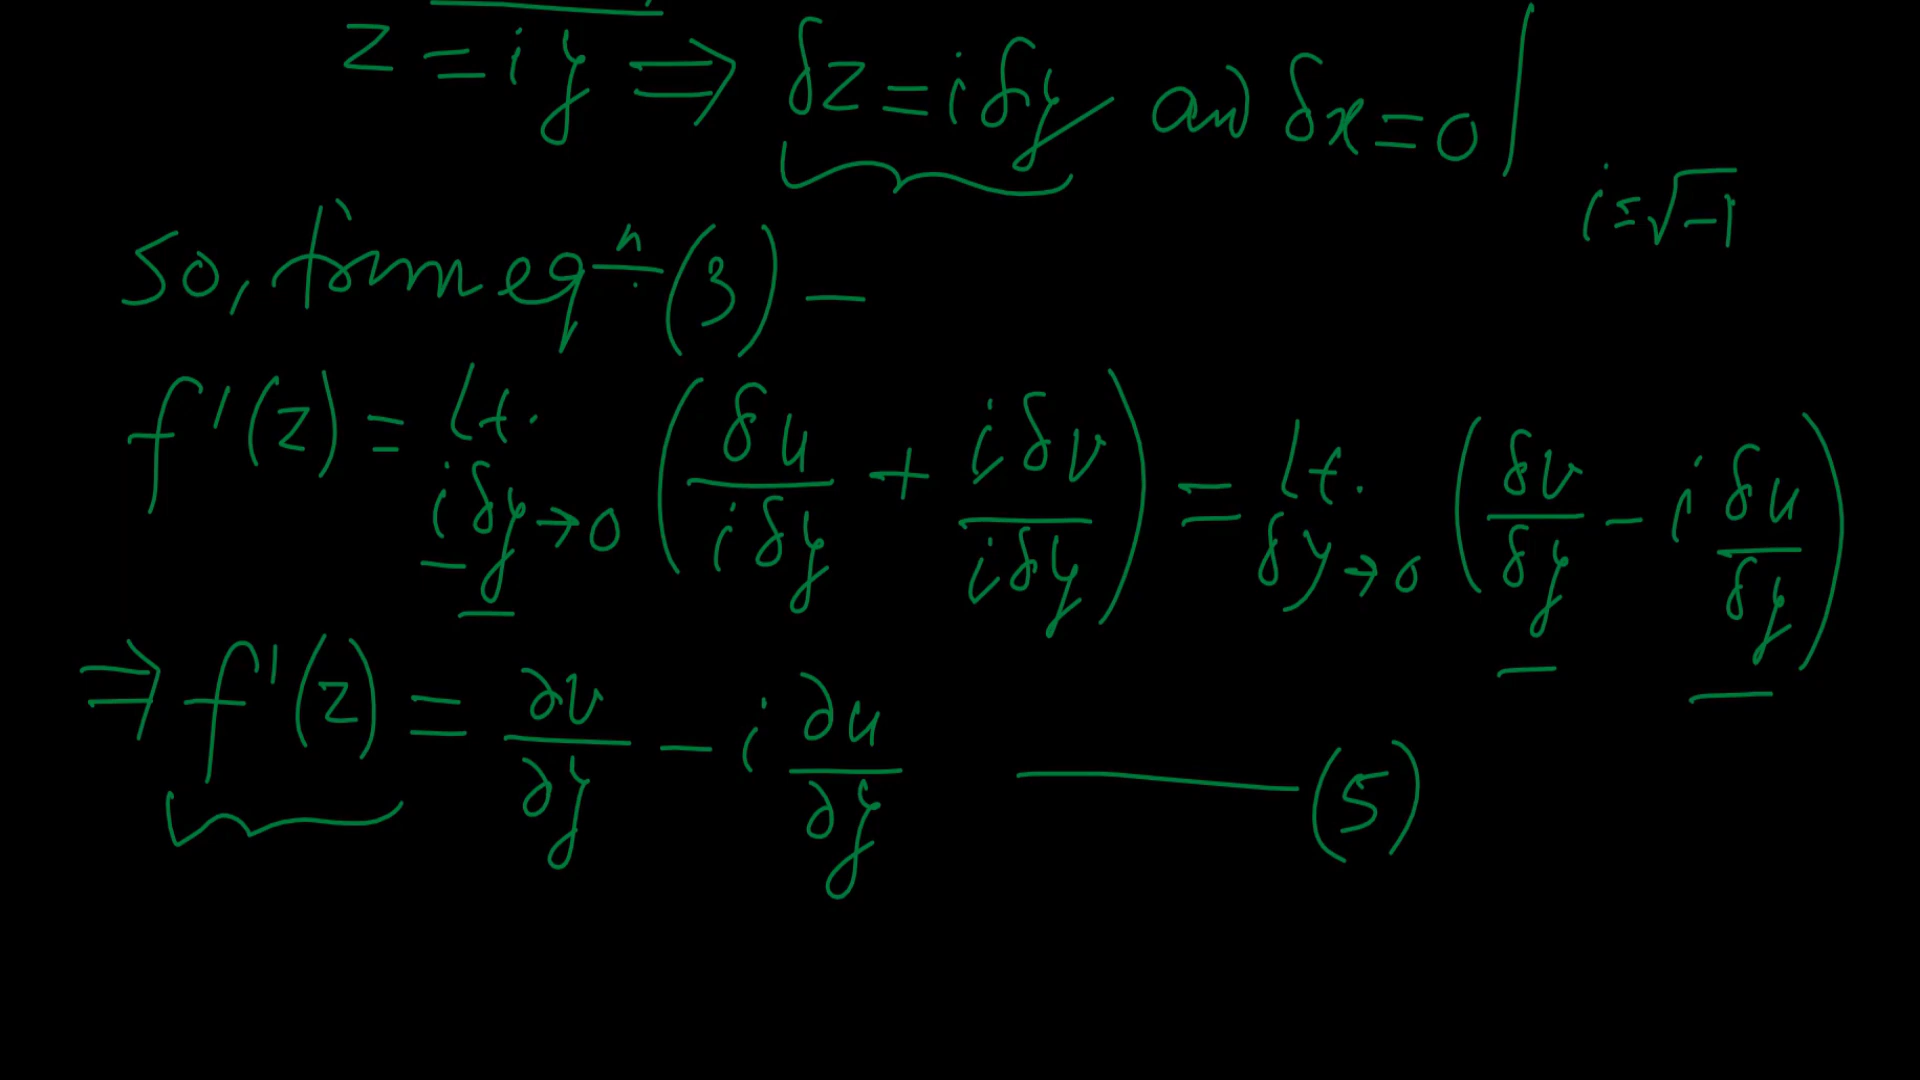 z = iy ⇒ δz = iδy and δx = 0
i = √-1
So, from eqⁿ (3) –
f'(z) = Lt. iδy→0 (δu/iδy + iδv/iδy) = Lt. δy→0 (δv/δy - i δu/δy)
⇒ f'(z) = ∂v/∂y - i ∂u/∂y —— (5)